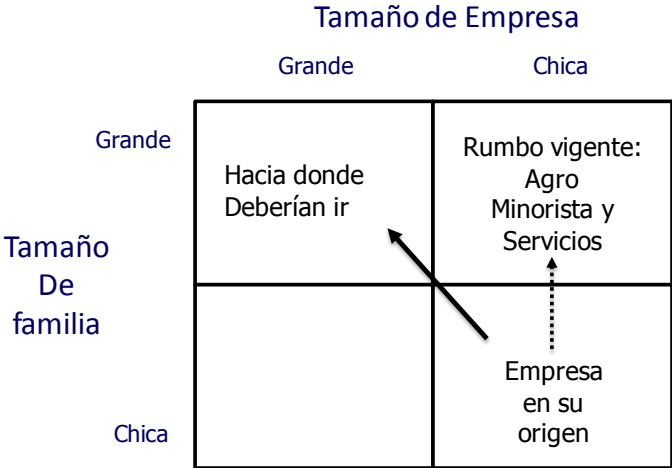 Tamaño de Empresa
Grande
Chica
Grande
Hacia donde
Deberían ir
Rumbo vigente:
Agro
Minorista y
Servicios
Tamaño
De
familia
Empresa
en su
origen
Chica